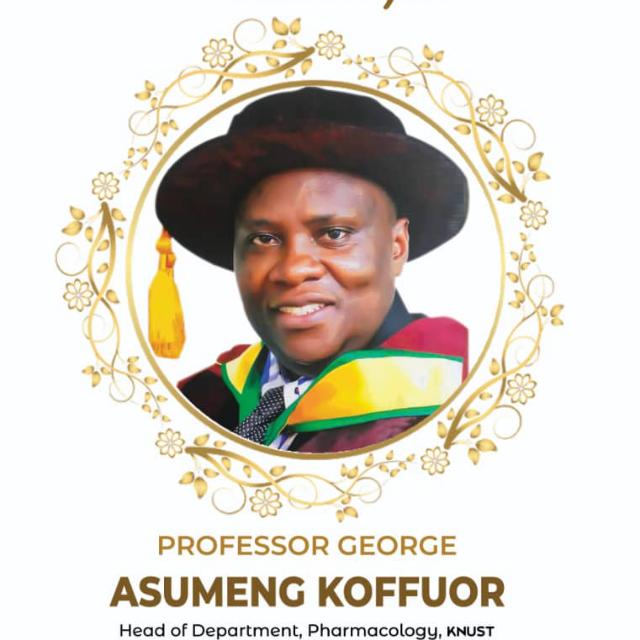 PROFESSOR GEORGE
ASUMENG KOFFUOR
Head of Department, Pharmacology, KNUST